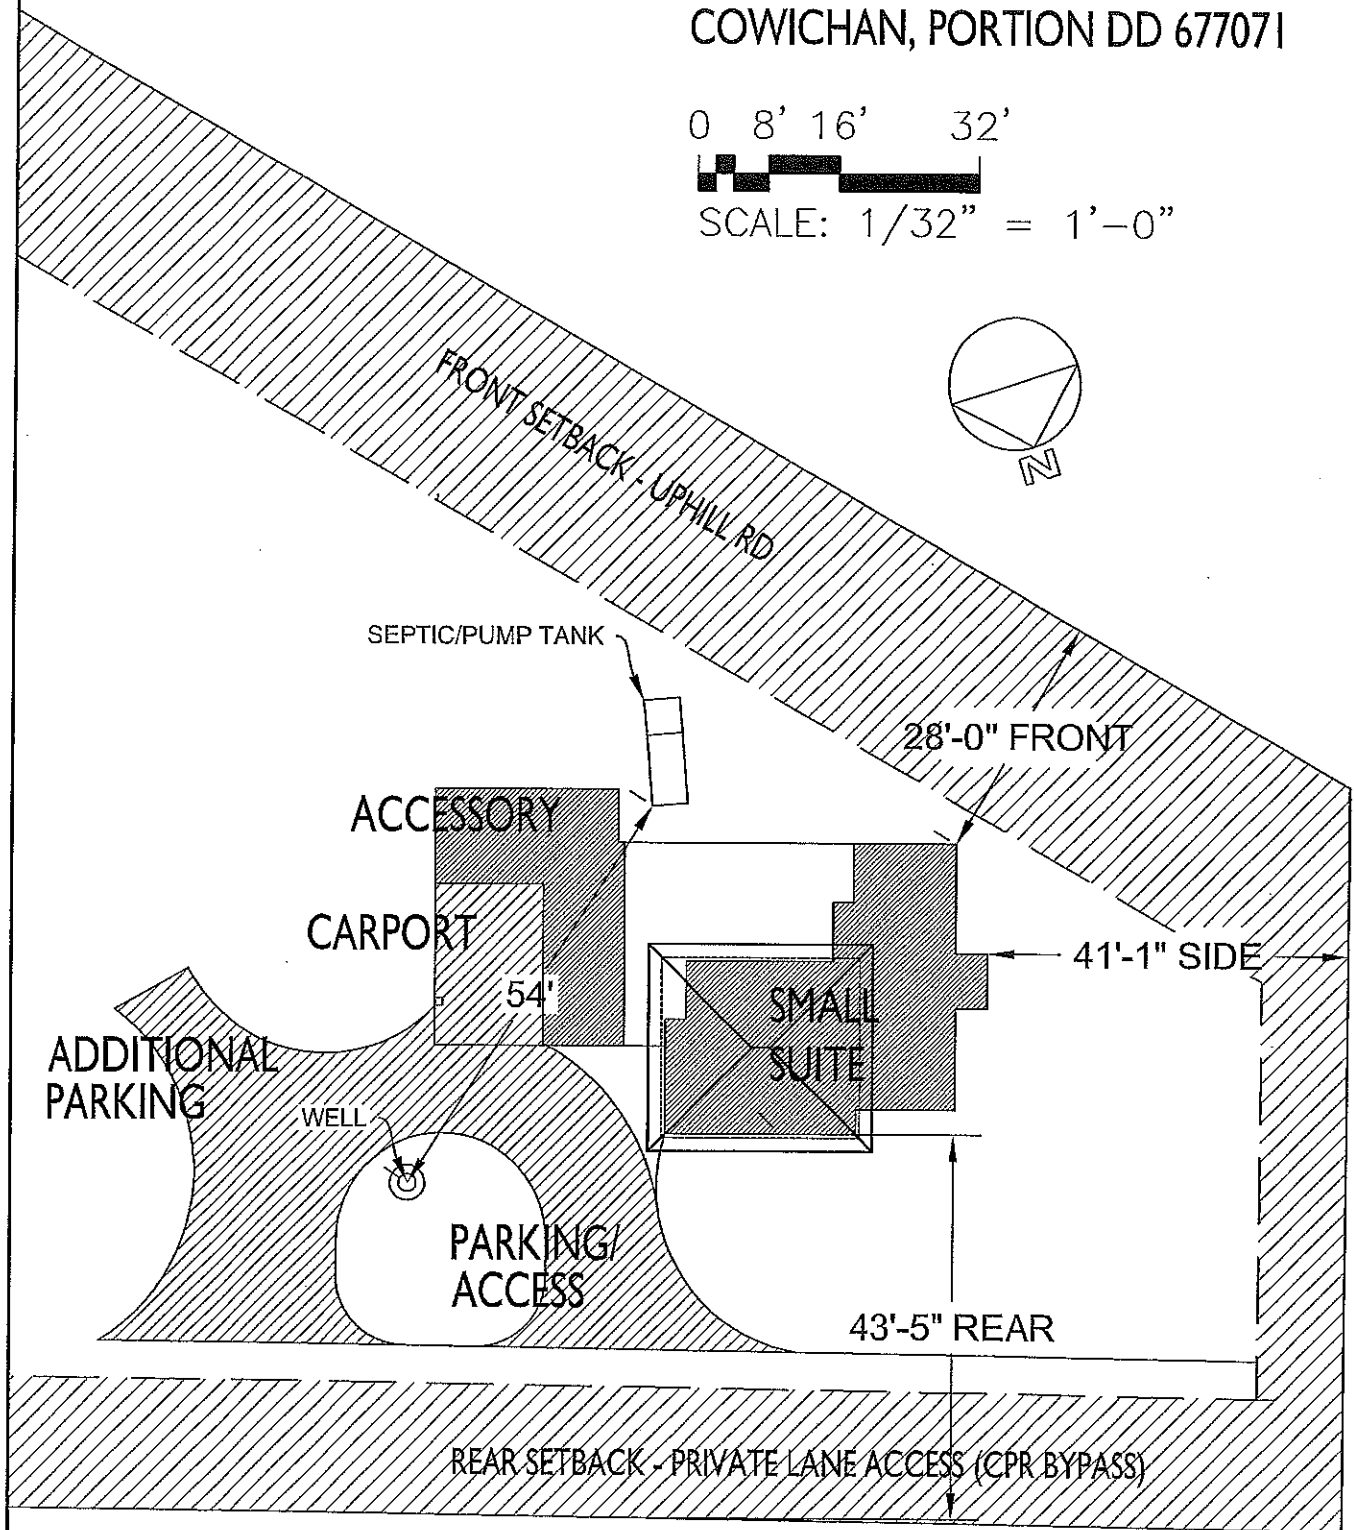 COWICHAN, PORTION DD 677071
0 8' 16' 32'
SCALE: 1/32" = 1'-0"
N
FRONT SETBACK - UPHILL RD
SEPTIC/PUMP TANK
28'-0" FRONT
ACCESSORY
CARPORT
41'-1" SIDE
54'
SMALL
SUITE
ADDITIONAL
PARKING
WELL
PARKING/
ACCESS
43'-5" REAR
REAR SETBACK - PRIVATE LANE ACCESS (CPR BYPASS)